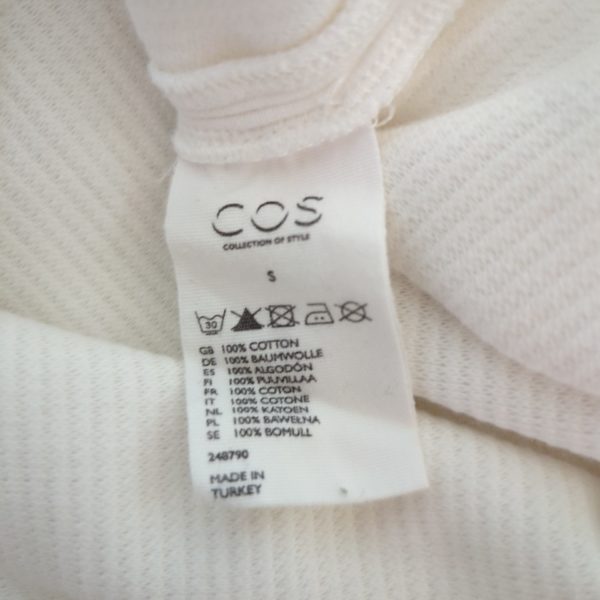 COS
COLLECTION OF STYLE
S
30
GB 100% COTTON
DE 100% BAUMWOLLE
ES 100% ALGODÓN
FI 100% PUUVILLAA
FR 100% COTON
IT 100% COTONE
NL 100% KATOEN
PL 100% BAWEŁNA
SE 100% BOMULL
248790
MADE IN
TURKEY